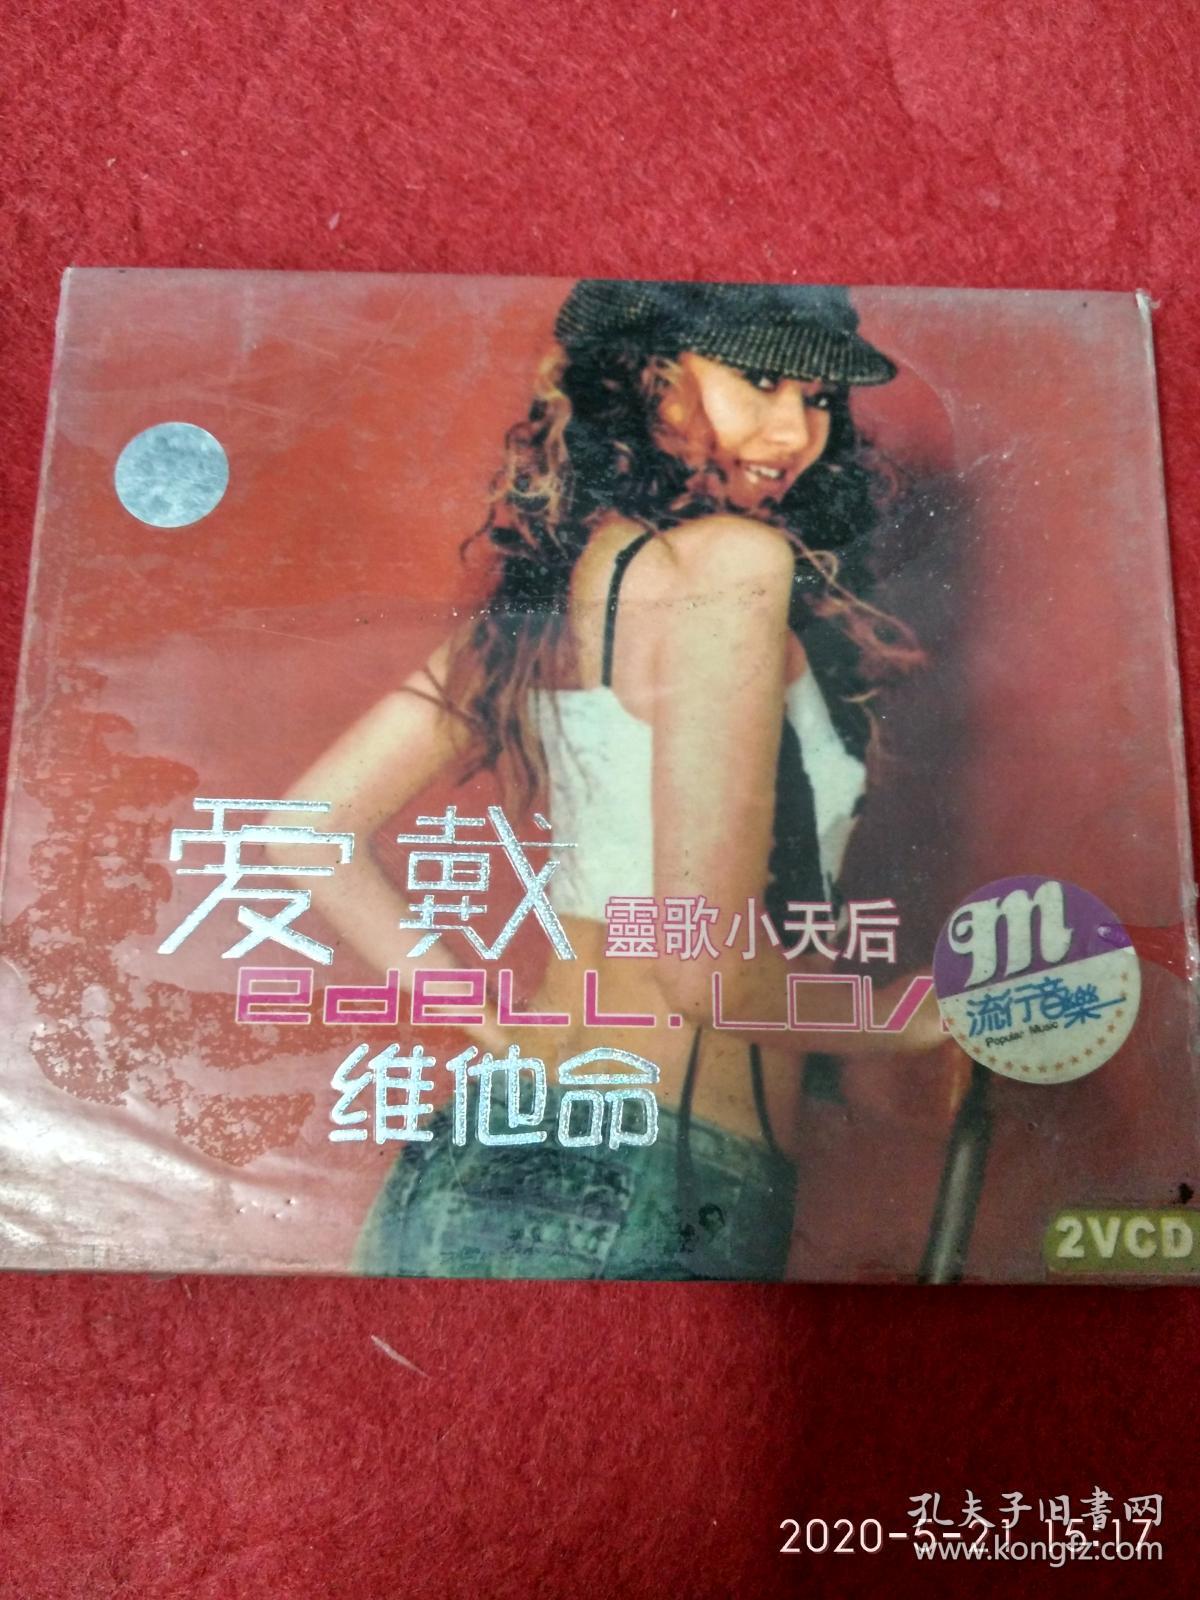 爱戴
靈歌小天后
edell.Lov
维他命
m
流行音樂
Popular Music
2VCD
孔夫子旧書网
2020-5-21 15:17
www.kongfz.com